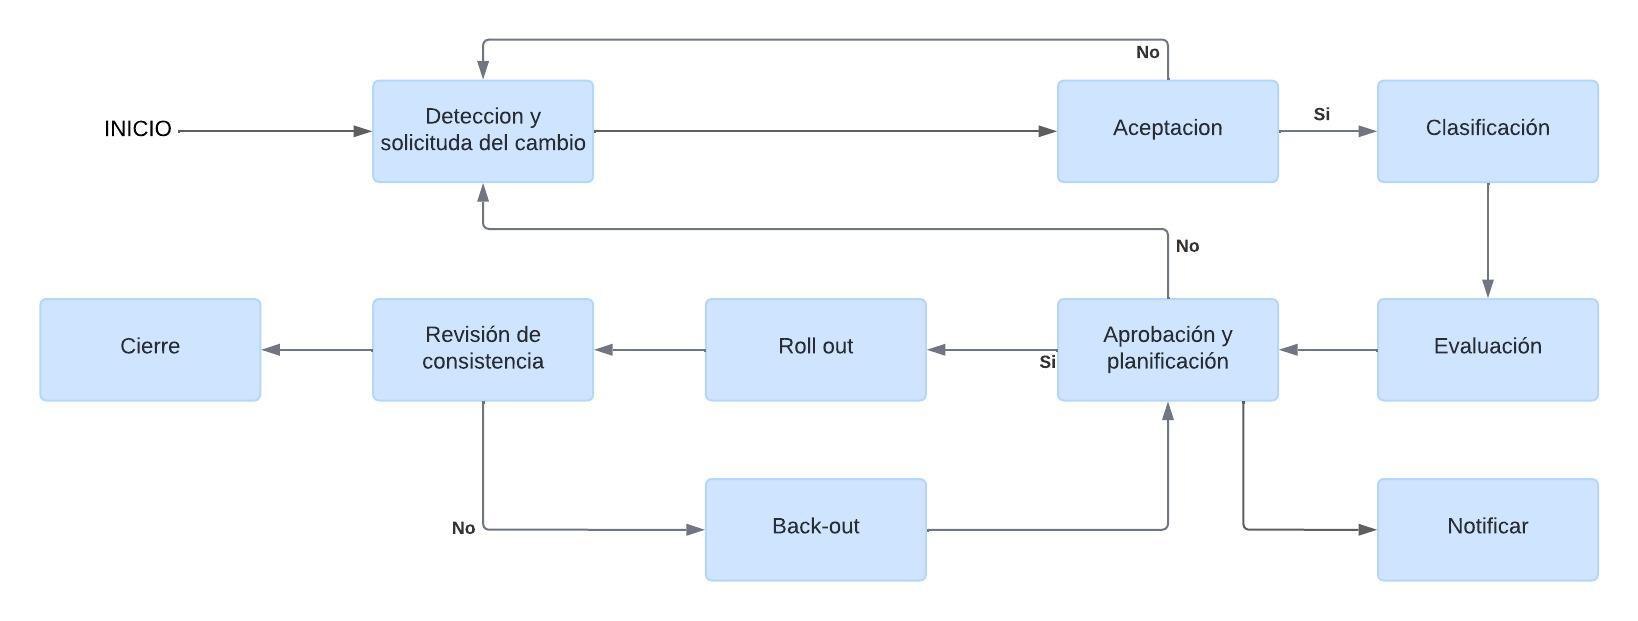 No
INICIO
Deteccion y
solicituda del cambio
Aceptacion
Si
Clasificación
No
Cierre
Revisión de
consistencia
Roll out
Si
Aprobación y
planificación
Evaluación
No
Back-out
Notificar